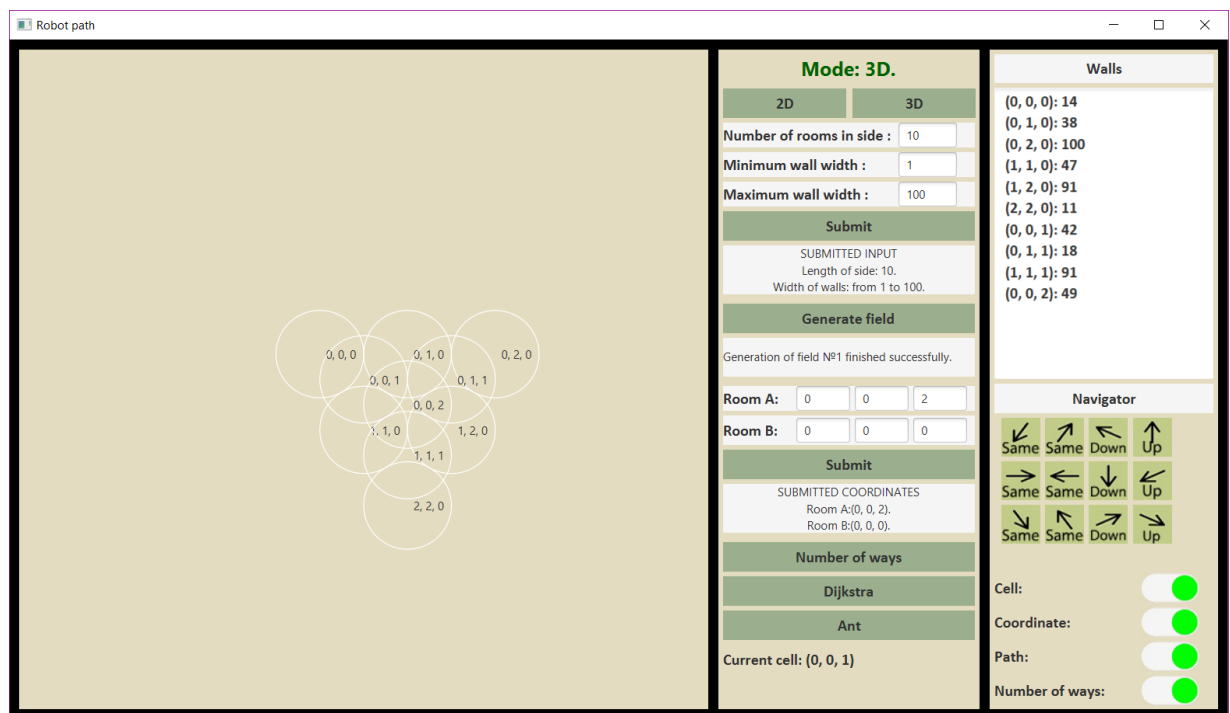 Robot path
0, 0, 0
0, 1, 0
0, 2, 0
0, 0, 1
0, 1, 1
0, 0, 2
1, 1, 0
1, 2, 0
1, 1, 1
2, 2, 0
Mode: 3D.
2D 3D
Number of rooms in side : 10
Minimum wall width : 1
Maximum wall width : 100
Submit
SUBMITTED INPUT
Length of side: 10.
Width of walls: from 1 to 100.
Generate field
Generation of field №1 finished successfully.
Room A: 0 0 2
Room B: 0 0 0
Submit
SUBMITTED COORDINATES
Room A:(0, 0, 2).
Room B:(0, 0, 0).
Number of ways
Dijkstra
Ant
Current cell: (0, 0, 1)
Walls
(0, 0, 0): 14
(0, 1, 0): 38
(0, 2, 0): 100
(1, 1, 0): 47
(1, 2, 0): 91
(2, 2, 0): 11
(0, 0, 1): 42
(0, 1, 1): 18
(1, 1, 1): 91
(0, 0, 2): 49
Navigator
Same Same Down Up
Same Same Down Up
Same Same Down Up
Cell:
Coordinate:
Path:
Number of ways: